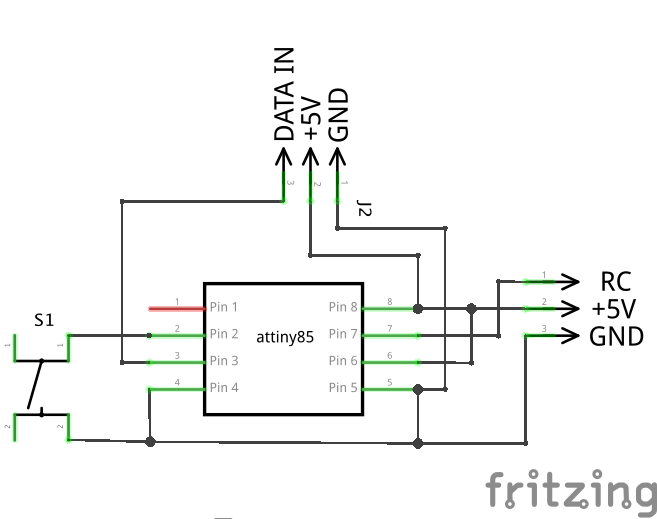 DATA IN
+5V
GND
3
2
1
J2
1
RC
S1
1
Pin 1
Pin 8
8
2
+5V
1
1
2
Pin 2
attiny85
Pin 7
7
3
GND
3
Pin 3
Pin 6
6
4
Pin 4
Pin 5
5
2
2
fritzing